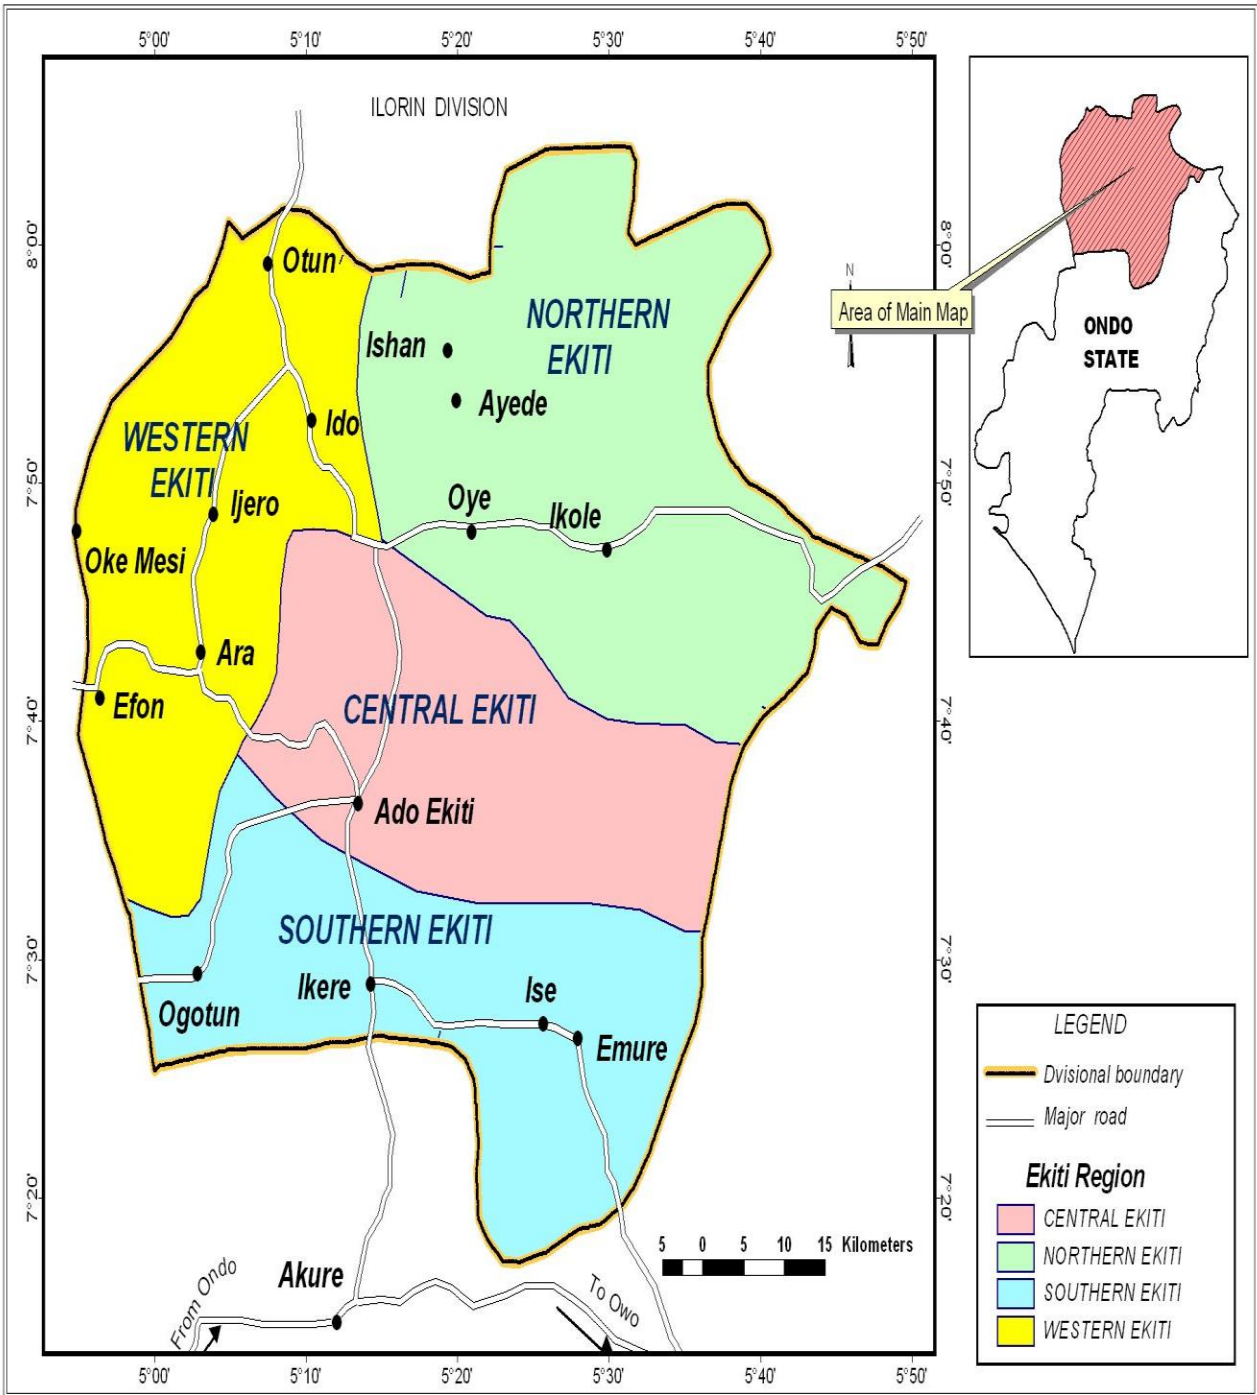 5°00'
5°10'
5°20'
5°30'
5°40'
5°50'
ILORIN DIVISION
8°00'
8°00'
Otun
NORTHERN
EKITI
Ishan
Ayede
N
Area of Main Map
ONDO
STATE
WESTERN
EKITI
Ido
7°50'
7°50'
Ijero
Oye
Ikole
Oke Mesi
Ara
Efon
CENTRAL EKITI
7°40'
7°40'
Ado Ekiti
SOUTHERN EKITI
7°30'
7°30'
Ogotun
Ikere
Ise
Emure
7°20'
7°20'
LEGEND
Dvisional boundary
Major road
Ekiti Region
CENTRAL EKITI
NORTHERN EKITI
SOUTHERN EKITI
WESTERN EKITI
5 0 5 10 15 Kilometers
Akure
From Ondo
To Owo
5°00'
5°10'
5°20'
5°30'
5°40'
5°50'